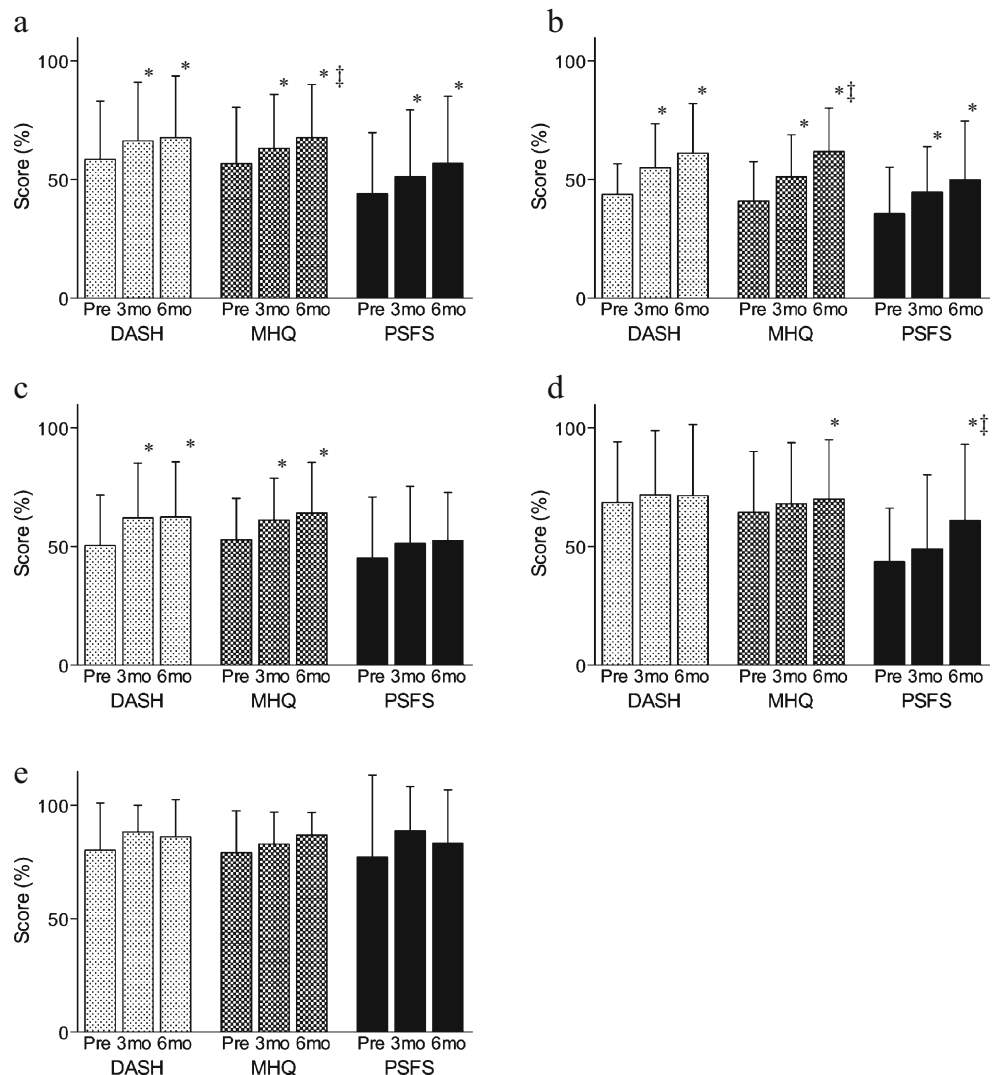 a
100
50
0
Score (%)
* * * * ‡ * *
Pre 3mo 6mo Pre 3mo 6mo Pre 3mo 6mo
DASH MHQ PSFS
b
100
50
0
Score (%)
* * * * ‡ * *
Pre 3mo 6mo Pre 3mo 6mo Pre 3mo 6mo
DASH MHQ PSFS
c
100
50
0
Score (%)
* * * *
Pre 3mo 6mo Pre 3mo 6mo Pre 3mo 6mo
DASH MHQ PSFS
d
100
50
0
Score (%)
* * ‡
Pre 3mo 6mo Pre 3mo 6mo Pre 3mo 6mo
DASH MHQ PSFS
e
100
50
0
Score (%)
Pre 3mo 6mo Pre 3mo 6mo Pre 3mo 6mo
DASH MHQ PSFS